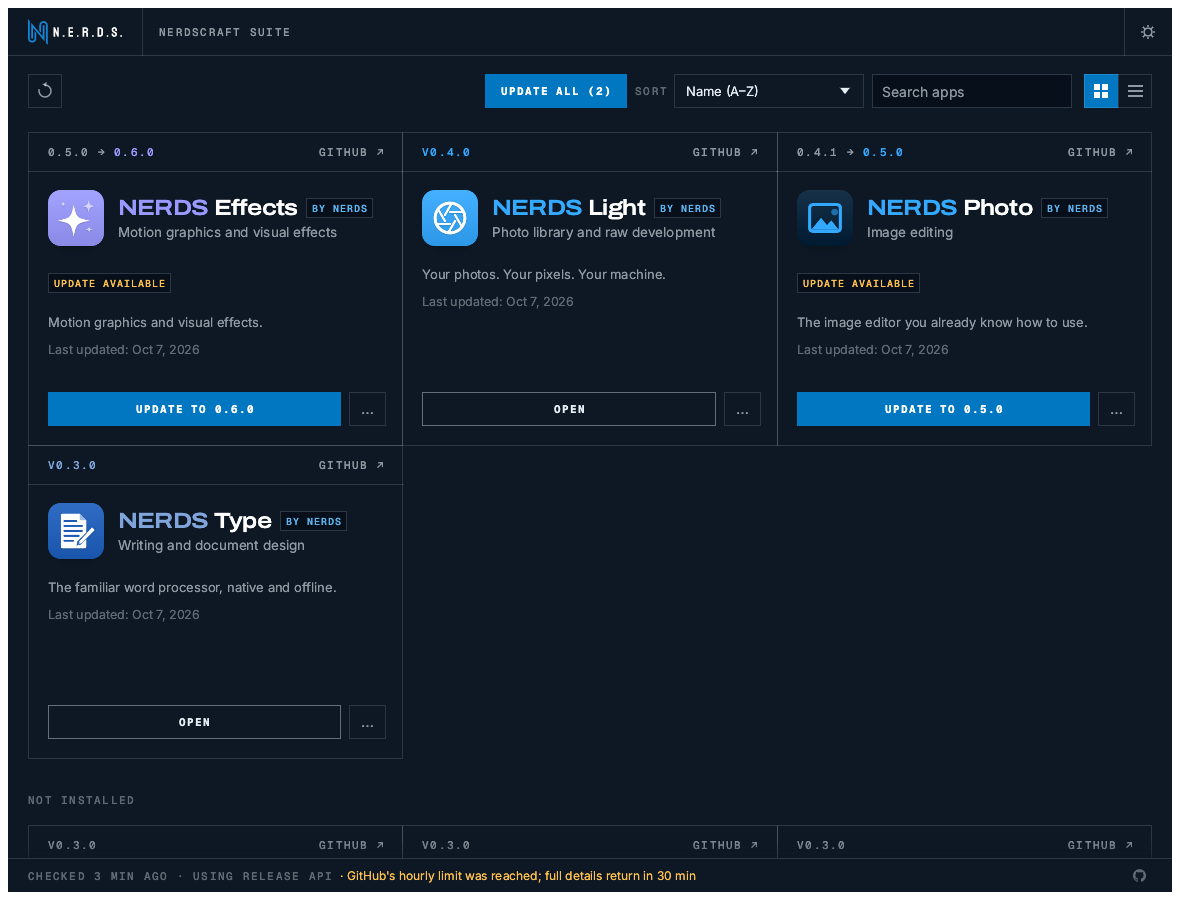 N.E.R.D.S. NERDSCRAFT SUITE
UPDATE ALL (2) SORT Name (A–Z) Search apps
0.5.0 → 0.6.0 GITHUB ↗
NERDS Effects BY NERDS
Motion graphics and visual effects
UPDATE AVAILABLE
Motion graphics and visual effects.
Last updated: Oct 7, 2026
UPDATE TO 0.6.0 ...
V0.4.0 GITHUB ↗
NERDS Light BY NERDS
Photo library and raw development
Your photos. Your pixels. Your machine.
Last updated: Oct 7, 2026
OPEN ...
0.4.1 → 0.5.0 GITHUB ↗
NERDS Photo BY NERDS
Image editing
UPDATE AVAILABLE
The image editor you already know how to use.
Last updated: Oct 7, 2026
UPDATE TO 0.5.0 ...
V0.3.0 GITHUB ↗
NERDS Type BY NERDS
Writing and document design
The familiar word processor, native and offline.
Last updated: Oct 7, 2026
OPEN ...
NOT INSTALLED
V0.3.0 GITHUB ↗
V0.3.0 GITHUB ↗
V0.3.0 GITHUB ↗
CHECKED 3 MIN AGO · USING RELEASE API · GitHub's hourly limit was reached; full details return in 30 min